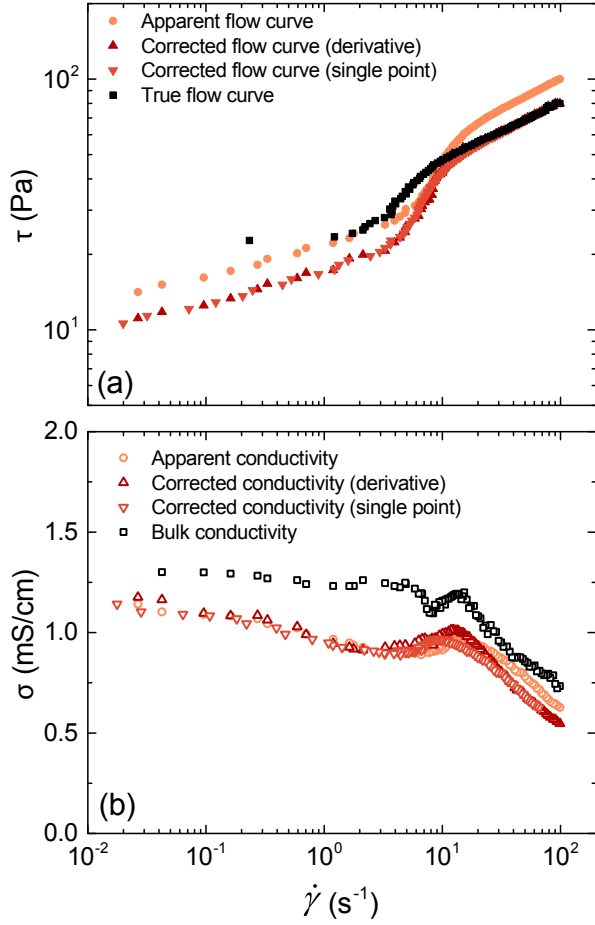 Apparent flow curve
Corrected flow curve (derivative)
Corrected flow curve (single point)
True flow curve
10²
10¹
τ (Pa)
(a)
2.0
1.5
1.0
0.5
0.0
σ (mS/cm)
Apparent conductivity
Corrected conductivity (derivative)
Corrected conductivity (single point)
Bulk conductivity
(b)
10⁻² 10⁻¹ 10⁰ 10¹ 10²
γ̇ (s⁻¹)